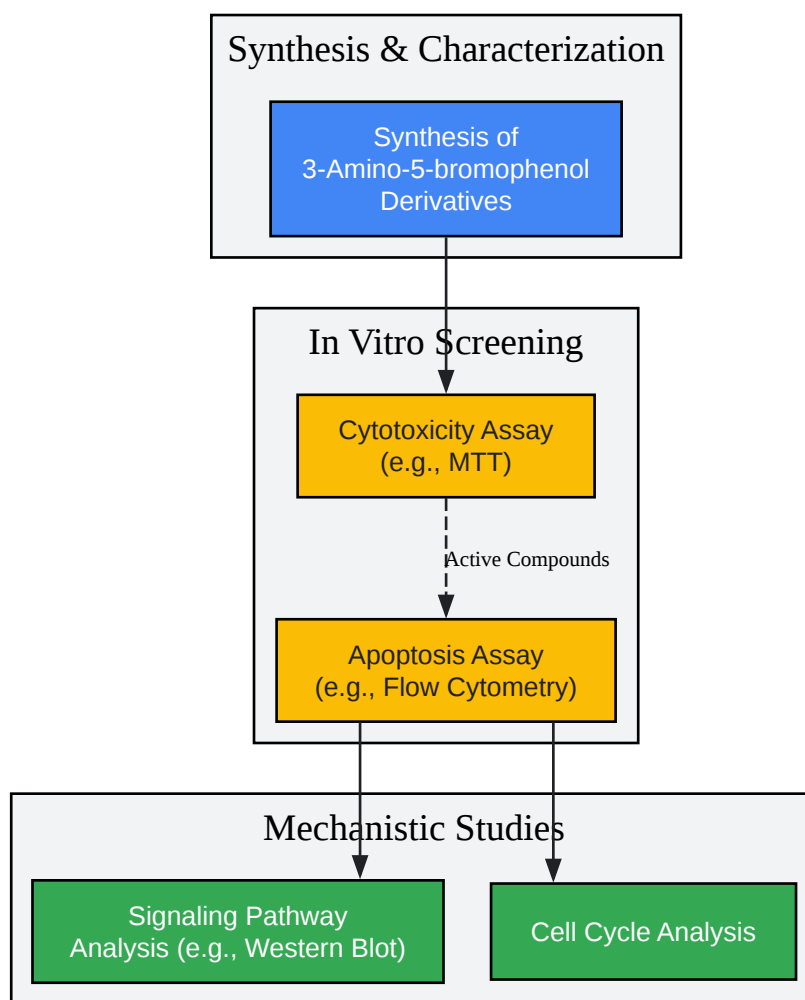 Synthesis & Characterization
Synthesis of
3-Amino-5-bromophenol
Derivatives
In Vitro Screening
Cytotoxicity Assay
(e.g., MTT)
Active Compounds
Apoptosis Assay
(e.g., Flow Cytometry)
Mechanistic Studies
Signaling Pathway
Analysis (e.g., Western Blot)
Cell Cycle Analysis